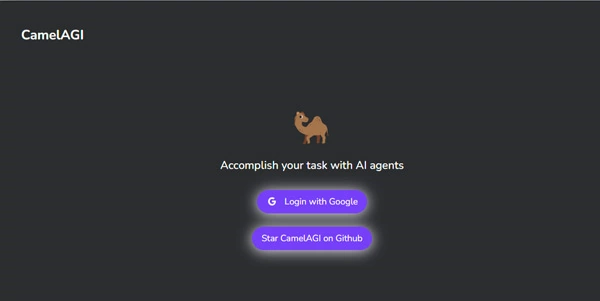 CamelAGI
Accomplish your task with AI agents
Login with Google
Star CamelAGI on Github